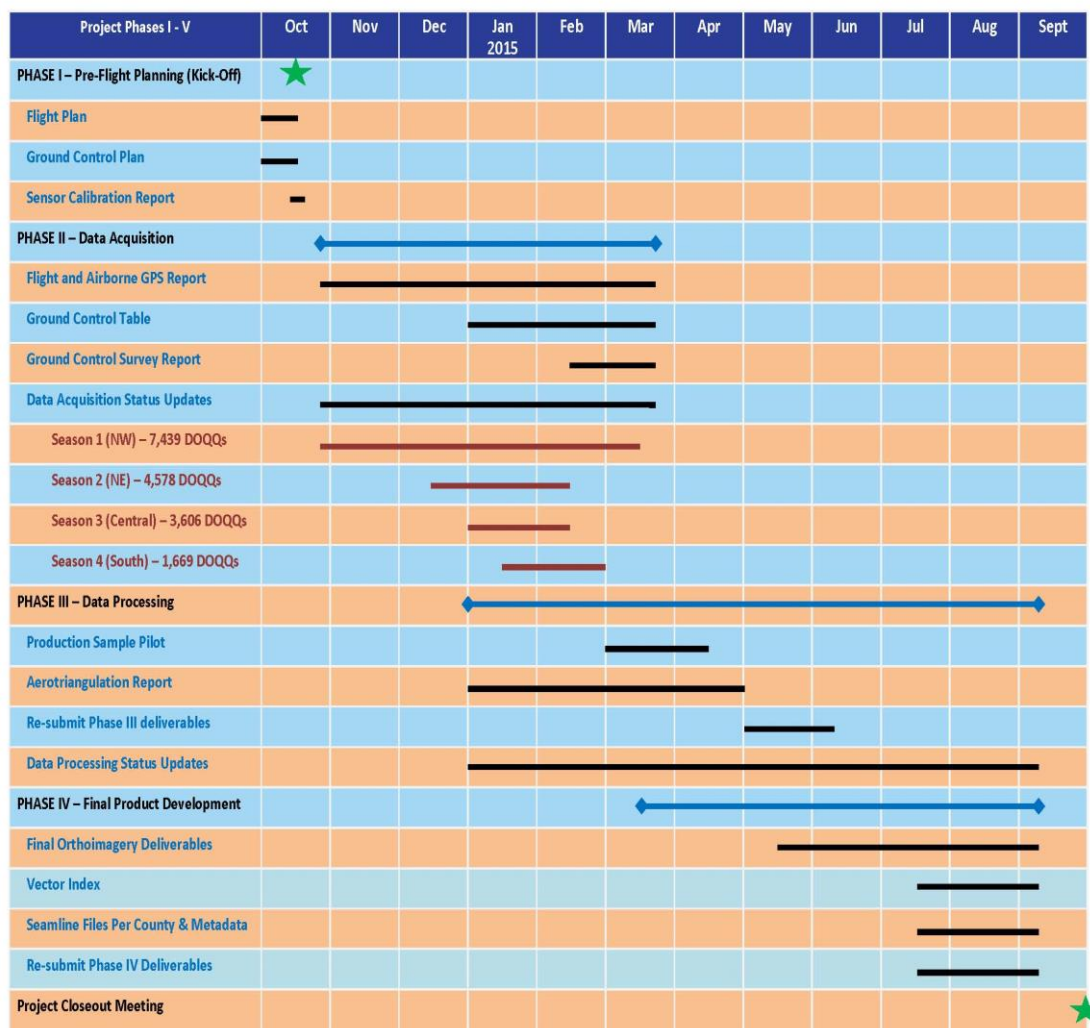 Project Phases I - V
Oct
Nov
Dec
Jan
2015
Feb
Mar
Apr
May
Jun
Jul
Aug
Sept
PHASE I – Pre-Flight Planning (Kick-Off)
Flight Plan
Ground Control Plan
Sensor Calibration Report
PHASE II – Data Acquisition
Flight and Airborne GPS Report
Ground Control Table
Ground Control Survey Report
Data Acquisition Status Updates
Season 1 (NW) – 7,439 DOQQs
Season 2 (NE) – 4,578 DOQQs
Season 3 (Central) – 3,606 DOQQs
Season 4 (South) – 1,669 DOQQs
PHASE III – Data Processing
Production Sample Pilot
Aerotriangulation Report
Re-submit Phase III deliverables
Data Processing Status Updates
PHASE IV – Final Product Development
Final Orthoimagery Deliverables
Vector Index
Seamline Files Per County & Metadata
Re-submit Phase IV Deliverables
Project Closeout Meeting